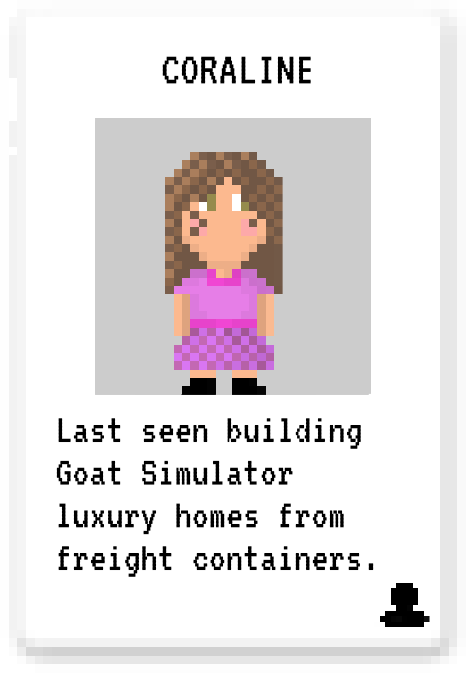 CORALINE
Last seen building
Goat Simulator
luxury homes from
freight containers.